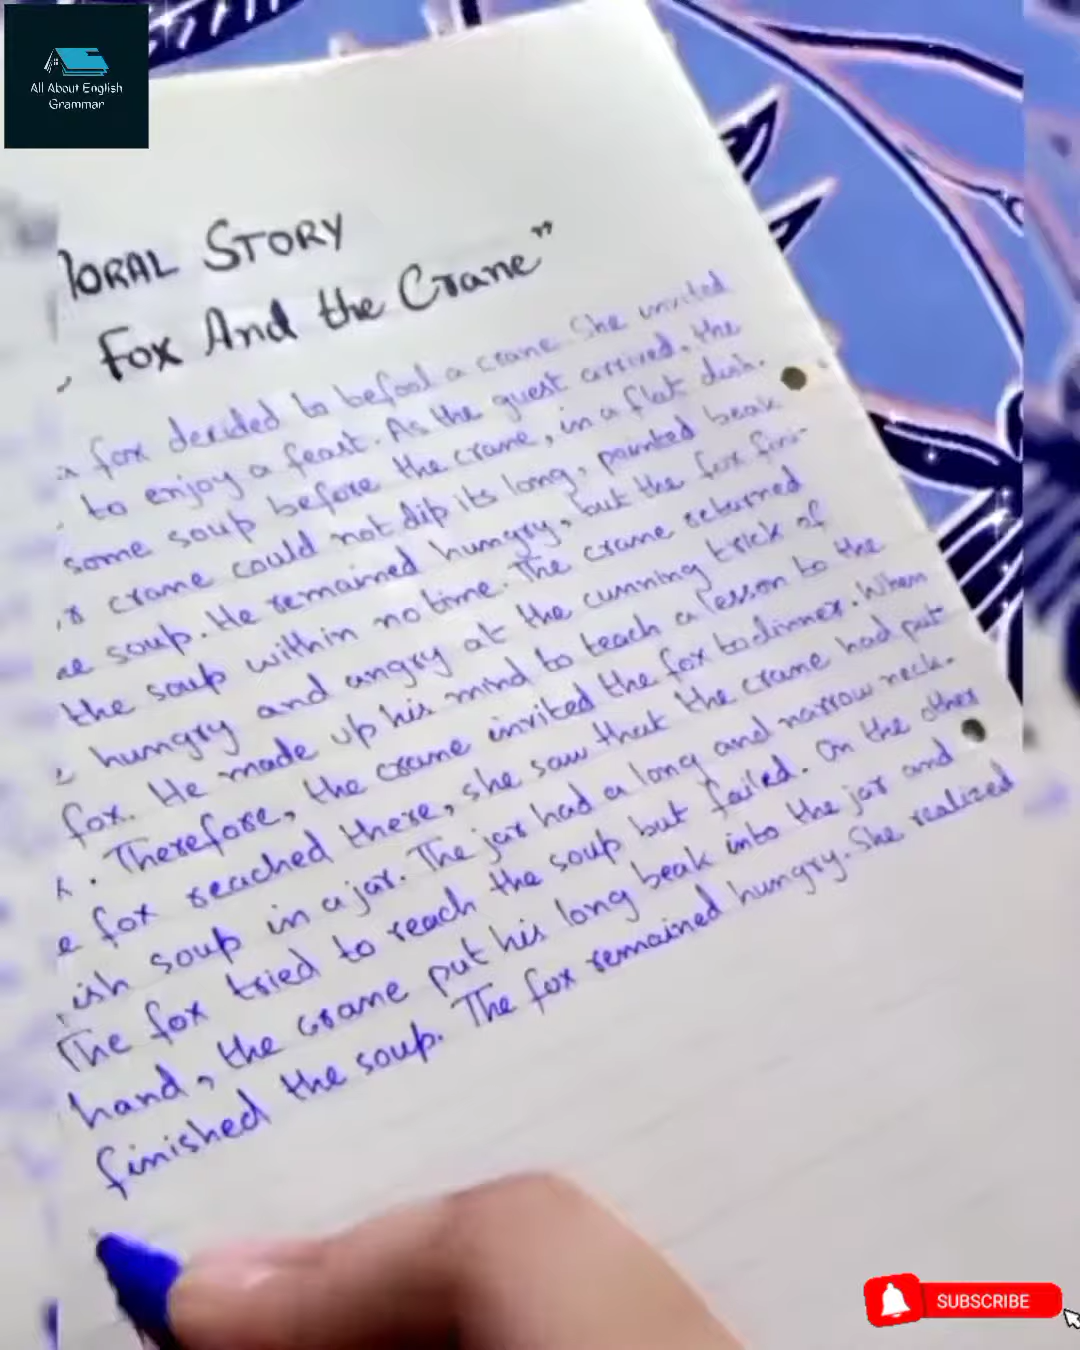 All About English
Grammar
ORAL STORY
Fox And the Crane"
fox decided to befool a crane. She invited
to enjoy a feast. As the guest arrived, the
some soup before the crane, in a flat dish.
crane could not dip its long, pointed beak
soup. He remained hungry, but the fox fini-
the soup within no time. The crane returned
hungry and angry at the cunning trick of
fox. He made up his mind to teach a lesson to the
. Therefore, the crane invited the fox to dinner. When
e fox reached there, she saw that the crane had put
ish soup in a jar. The jar had a long and narrow neck.
The fox tried to reach the soup but failed. On the other
hand, the crane put his long beak into the jar and
finished the soup. The fox remained hungry. She realized
SUBSCRIBE